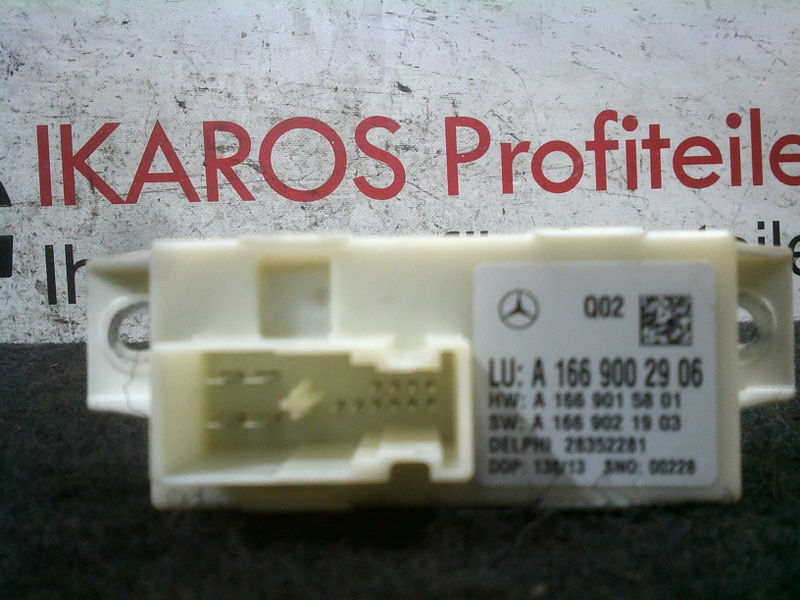 IKAROS Profiteile
Q02
LU: A 166 900 29 06
HW: A 166 901 58 01
SW: A 166 902 19 03
DELPHI 28352281
DOP: 138/13 SNO: 00228